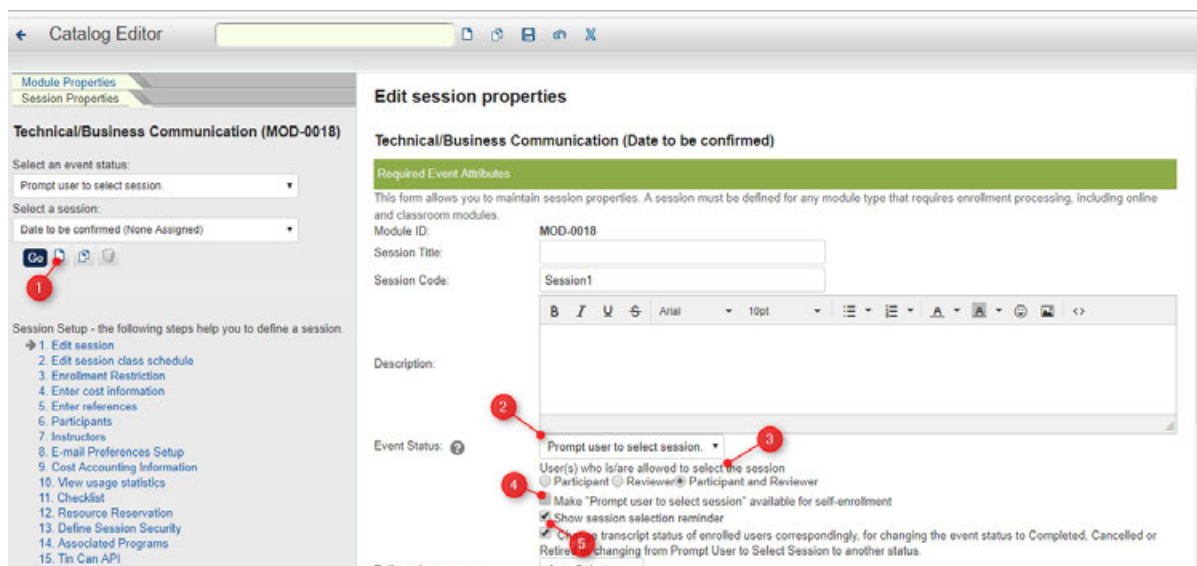 Catalog Editor
Module Properties
Session Properties
Technical/Business Communication (MOD-0018)
Select an event status:
Prompt user to select session.
Select a session:
Date to be confirmed (None Assigned)
Go
1
Session Setup - the following steps help you to define a session.
1. Edit session
2. Edit session class schedule
3. Enrollment Restriction
4. Enter cost information
5. Enter references
6. Participants
7. Instructors
8. E-mail Preferences Setup
9. Cost Accounting Information
10. View usage statistics
11. Checklist
12. Resource Reservation
13. Define Session Security
14. Associated Programs
15. Tin Can API
Edit session properties
Technical/Business Communication (Date to be confirmed)
Required Event Attributes
This form allows you to maintain session properties. A session must be defined for any module type that requires enrollment processing, including online
and classroom modules.
Module ID: MOD-0018
Session Title:
Session Code: Session1
B I U S Arial 10pt A A
Description:
2
Event Status: ? Prompt user to select session.
3
User(s) who is/are allowed to select the session
Participant Reviewer Participant and Reviewer
4
Make "Prompt user to select session" available for self-enrollment
Show session selection reminder
5
transcript status of enrolled users correspondingly, for changing the event status to Completed, Cancelled or
changing from Prompt User to Select Session to another status.